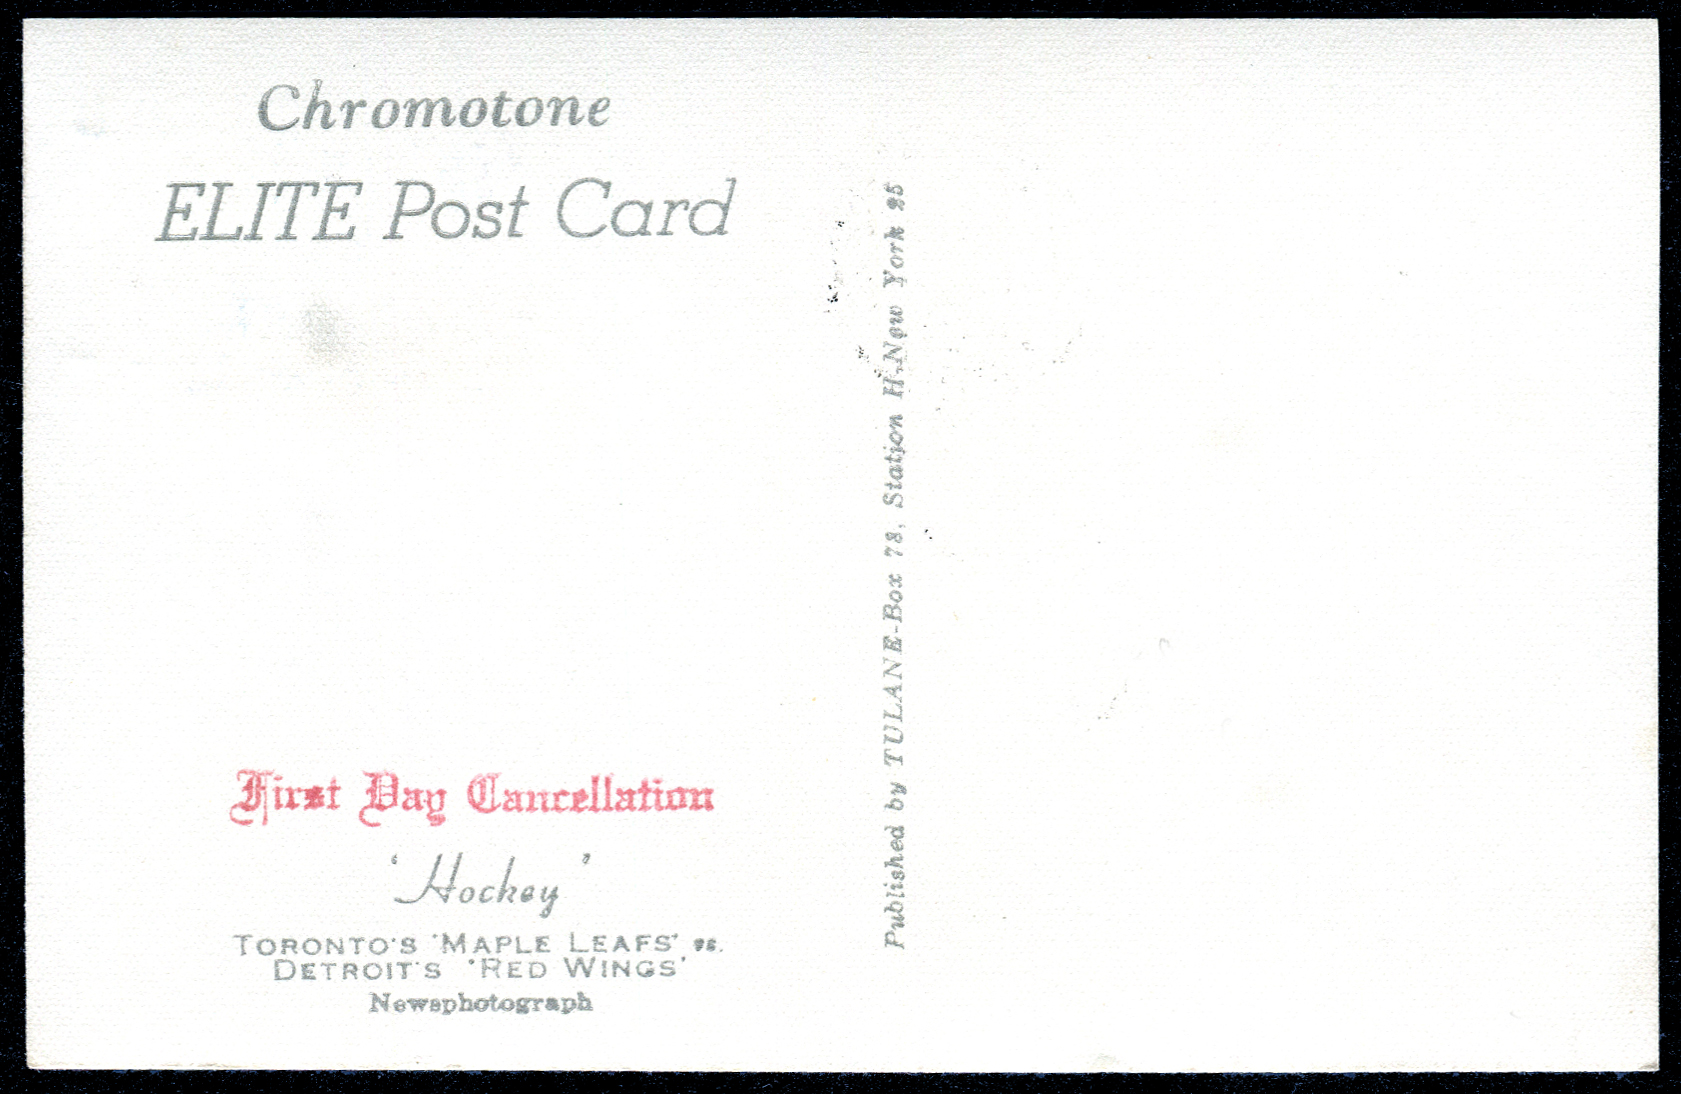 Chromotone
ELITE Post Card
Published by TULANE-Box 78, Station H.New York 25
First Day Cancellation
'Hockey'
TORONTO'S 'MAPLE LEAFS' vs.
DETROIT'S 'RED WINGS'
Newsphotograph